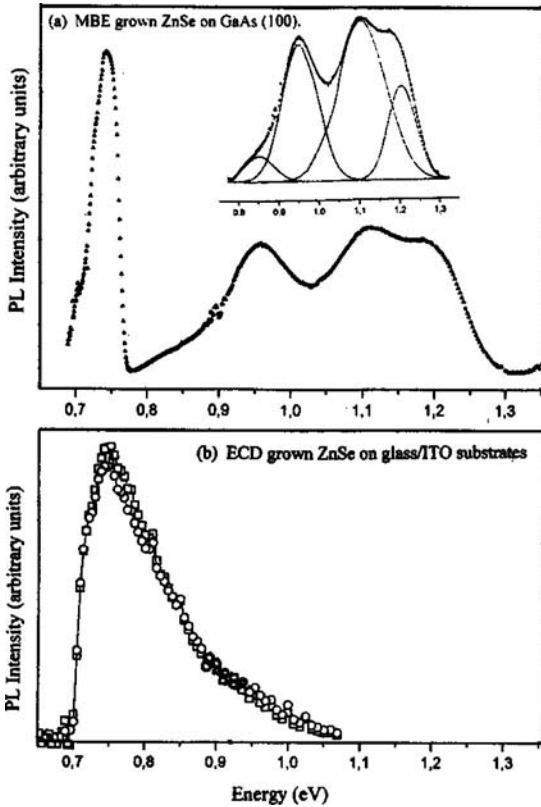 (a) MBE grown ZnSe on GaAs (100).
PL Intensity (arbitrary units)
0.8 0.9 1.0 1.1 1.2 1.3
0,7 0,8 0,9 1,0 1,1 1,2 1,3
(b) ECD grown ZnSe on glass/ITO substrates
PL Intensity (arbitrary units)
0,7 0,8 0,9 1,0 1,1 1,2 1,3
Energy (eV)